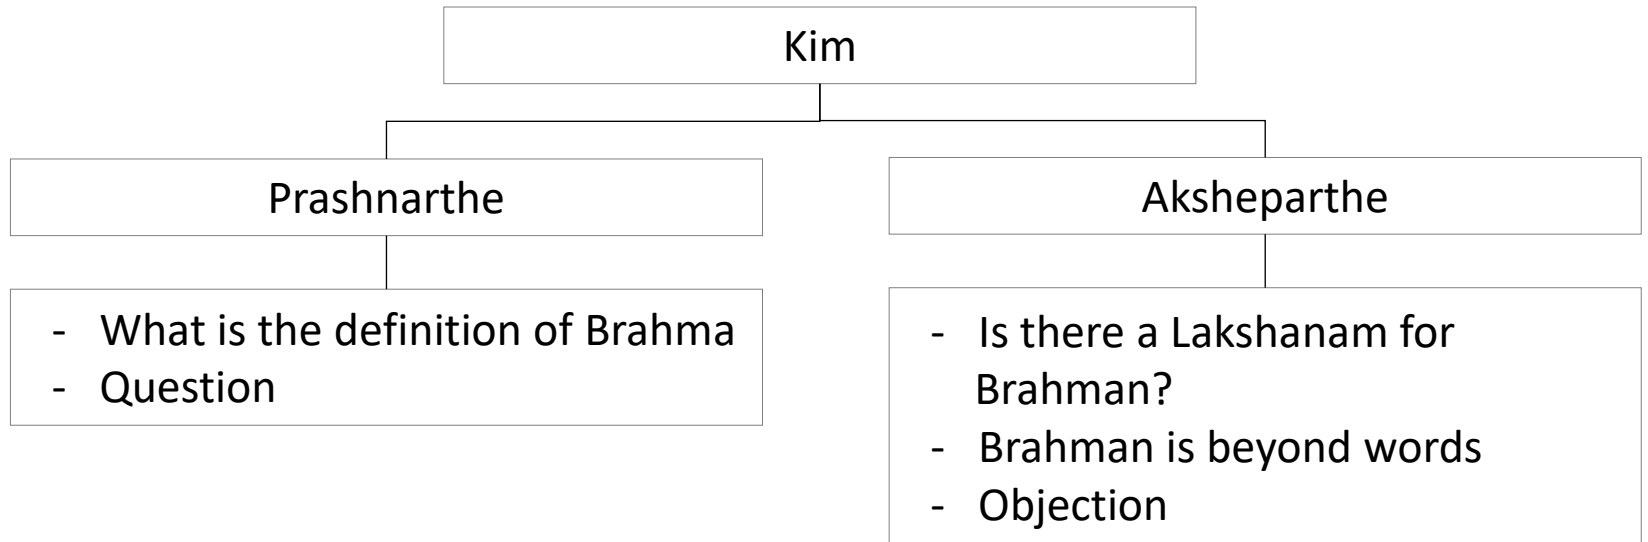 Kim
Prashnarthe
Aksheparthe
- What is the definition of Brahma
- Question
- Is there a Lakshanam for
Brahman?
- Brahman is beyond words
- Objection